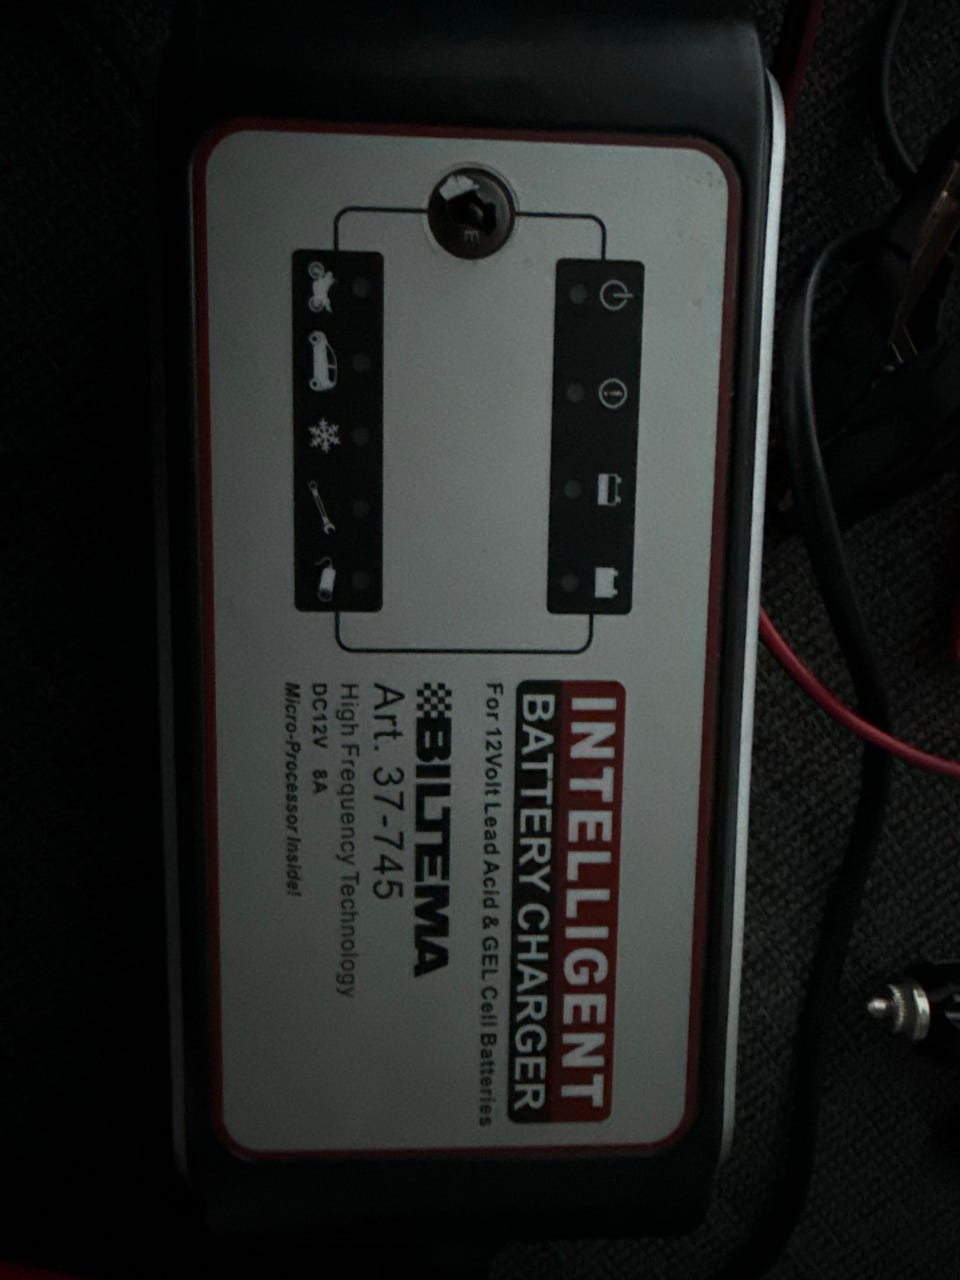 INTELLIGENT
BATTERY CHARGER
For 12Volt Lead Acid & GEL Cell Batteries
BILTEMA
Art. 37-745
High Frequency Technology
DC12V 8A
Micro-Processor Inside!